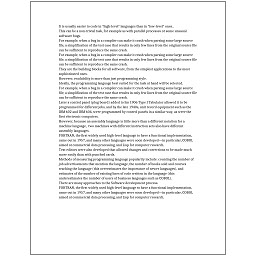 It is usually easier to code in "high-level" languages than in "low-level" ones.
This can be a non-trivial task, for example as with parallel processes or some unusual
software bugs.
For example, when a bug in a compiler can make it crash when parsing some large source
file, a simplification of the test case that results in only few lines from the original source file
can be sufficient to reproduce the same crash.
For example, when a bug in a compiler can make it crash when parsing some large source
file, a simplification of the test case that results in only few lines from the original source file
can be sufficient to reproduce the same crash.
They are the building blocks for all software, from the simplest applications to the most
sophisticated ones.
However, readability is more than just programming style.
Ideally, the programming language best suited for the task at hand will be selected.
For example, when a bug in a compiler can make it crash when parsing some large source
file, a simplification of the test case that results in only few lines from the original source file
can be sufficient to reproduce the same crash.
Later a control panel (plug board) added to his 1906 Type I Tabulator allowed it to be
programmed for different jobs, and by the late 1940s, unit record equipment such as the
IBM 602 and IBM 604, were programmed by control panels in a similar way, as were the
first electronic computers.
However, because an assembly language is little more than a different notation for a
machine language, two machines with different instruction sets also have different
assembly languages.
FORTRAN, the first widely used high-level language to have a functional implementation,
came out in 1957, and many other languages were soon developed—in particular, COBOL
aimed at commercial data processing, and Lisp for computer research.
Text editors were also developed that allowed changes and corrections to be made much
more easily than with punched cards.
Methods of measuring programming language popularity include: counting the number of
job advertisements that mention the language, the number of books sold and courses
teaching the language (this overestimates the importance of newer languages), and
estimates of the number of existing lines of code written in the language (this
underestimates the number of users of business languages such as COBOL).
There are many approaches to the Software development process.
FORTRAN, the first widely used high-level language to have a functional implementation,
came out in 1957, and many other languages were soon developed—in particular, COBOL
aimed at commercial data processing, and Lisp for computer research.